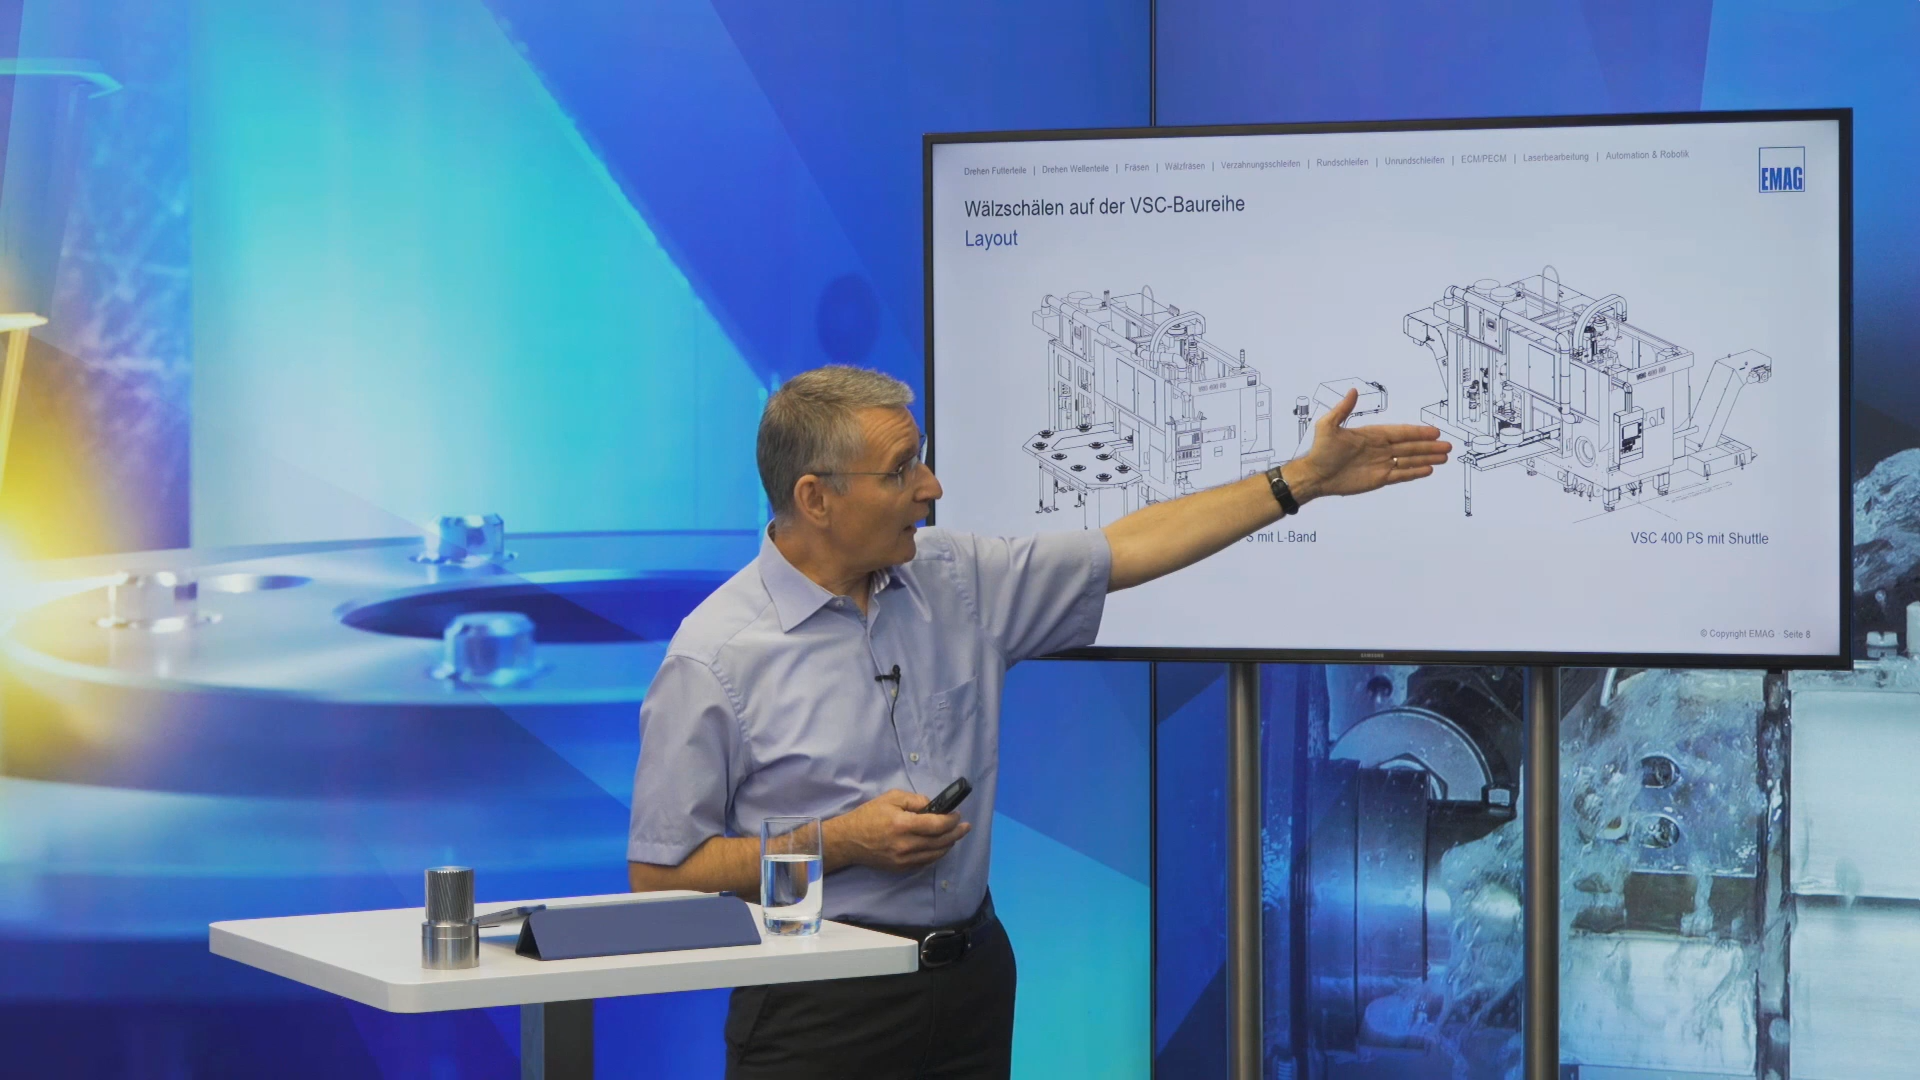 Drehen Futterteile | Drehen Wellenteile | Fräsen | Wälzfräsen | Verzahnungsschleifen | Rundschleifen | Unrundschleifen | ECM/PECM | Laserbearbeitung | Automation & Robotik
EMAG
Wälzschälen auf der VSC-Baureihe
Layout
S mit L-Band
VSC 400 PS mit Shuttle
© Copyright EMAG · Seite 8
SAMSUNG